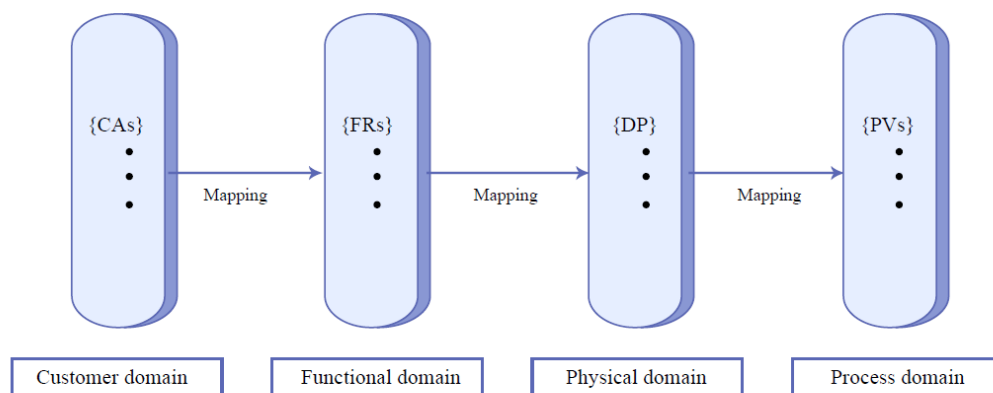 {CAs}
{FRs}
{DP}
{PVs}
Mapping
Mapping
Mapping
Customer domain
Functional domain
Physical domain
Process domain